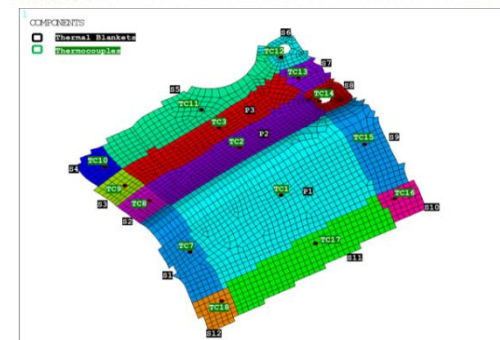 1
COMPONENTS
Thermal Blankets
Thermocouples
S6
TC12
S7
TC13
S5
S8
TC14
TC11
P3
TC3
S9
P2
TC2
TC15
TC10
S4
TC9
TC1
P1
TC16
S3
TC8
S10
S2
TC7
TC17
S11
S1
TC18
S12